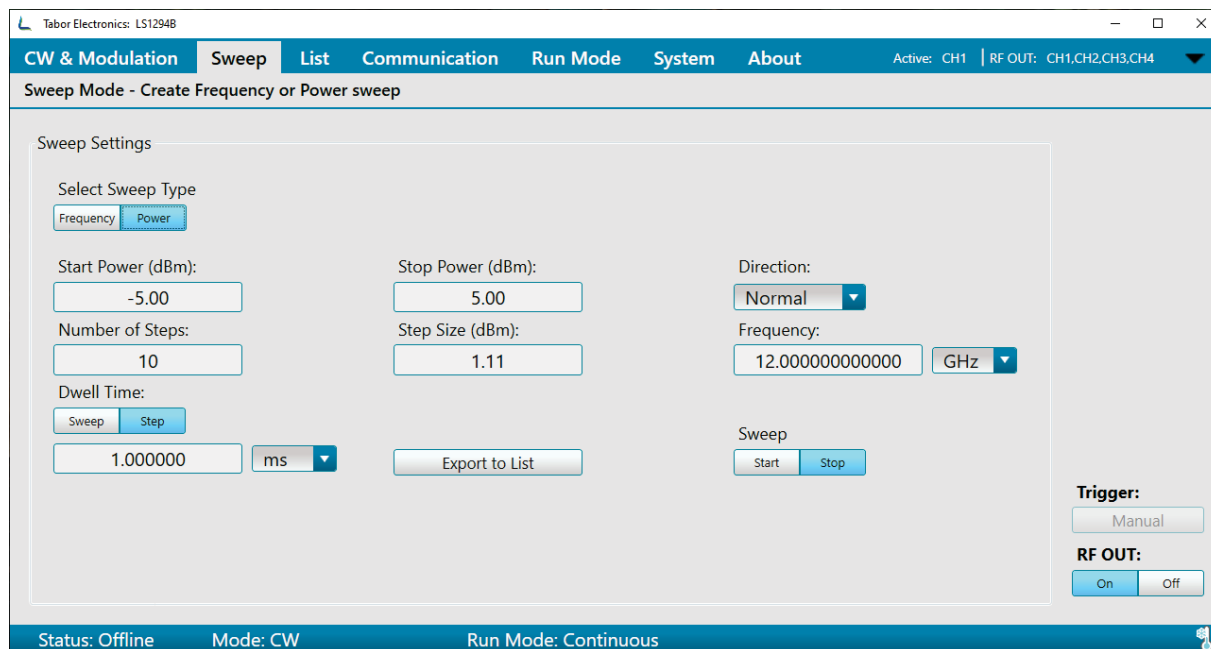 Tabor Electronics: LS1294B
CW & Modulation Sweep List Communication Run Mode System About Active: CH1 | RF OUT: CH1,CH2,CH3,CH4
Sweep Mode - Create Frequency or Power sweep
Sweep Settings
Select Sweep Type
Frequency Power
Start Power (dBm): Stop Power (dBm): Direction:
-5.00 5.00 Normal
Number of Steps: Step Size (dBm): Frequency:
10 1.11 12.000000000000 GHz
Dwell Time:
Sweep Step
Sweep
1.000000 ms Export to List Start Stop
Trigger:
Manual
RF OUT:
On Off
Status: Offline Mode: CW Run Mode: Continuous